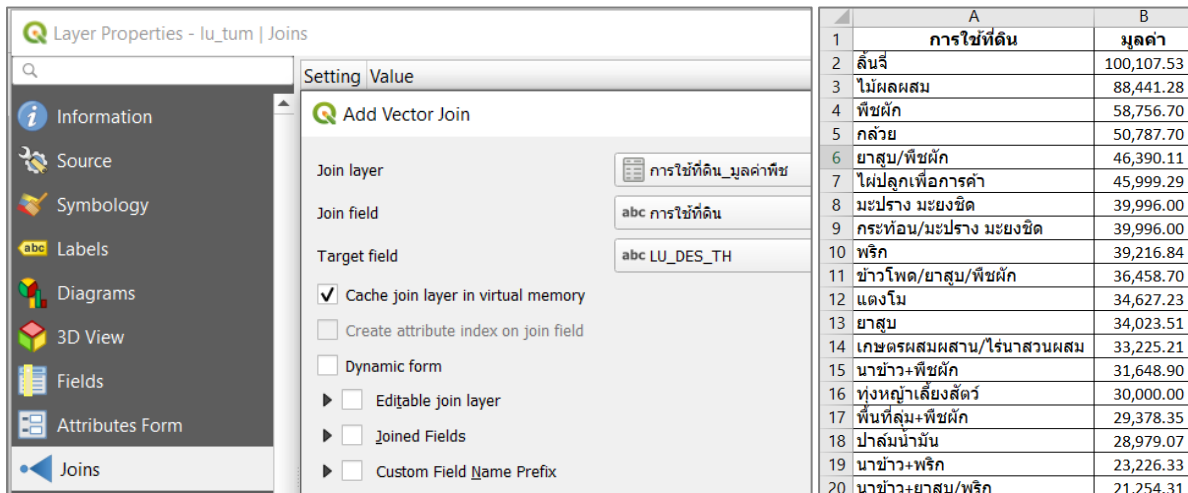 Layer Properties - lu_tum | Joins
Information
Source
Symbology
abc Labels
Diagrams
3D View
Fields
Attributes Form
Joins
Setting Value
Add Vector Join
Join layer การใช้ที่ดิน_มูลค่าพืช
Join field abc การใช้ที่ดิน
Target field abc LU_DES_TH
Cache join layer in virtual memory
Create attribute index on join field
Dynamic form
Editable join layer
Joined Fields
Custom Field Name Prefix
A B
1 การใช้ที่ดิน มูลค่า
2 ลิ้นจี่ 100,107.53
3 ไม้ผลผสม 88,441.28
4 พืชผัก 58,756.70
5 กล้วย 50,787.70
6 ยาสูบ/พืชผัก 46,390.11
7 ไผ่ปลูกเพื่อการค้า 45,999.29
8 มะปราง มะยงชิด 39,996.00
9 กระท้อน/มะปราง มะยงชิด 39,996.00
10 พริก 39,216.84
11 ข้าวโพด/ยาสูบ/พืชผัก 36,458.70
12 แตงโม 34,627.23
13 ยาสูบ 34,023.51
14 เกษตรผสมผสาน/ไร่นาสวนผสม 33,225.21
15 นาข้าว+พืชผัก 31,648.90
16 ทุ่งหญ้าเลี้ยงสัตว์ 30,000.00
17 พื้นที่ลุ่ม+พืชผัก 29,378.35
18 ปาล์มน้ำมัน 28,979.07
19 นาข้าว+พริก 23,226.33
20 นาข้าว+ยาสูบ/พริก 21,254.31